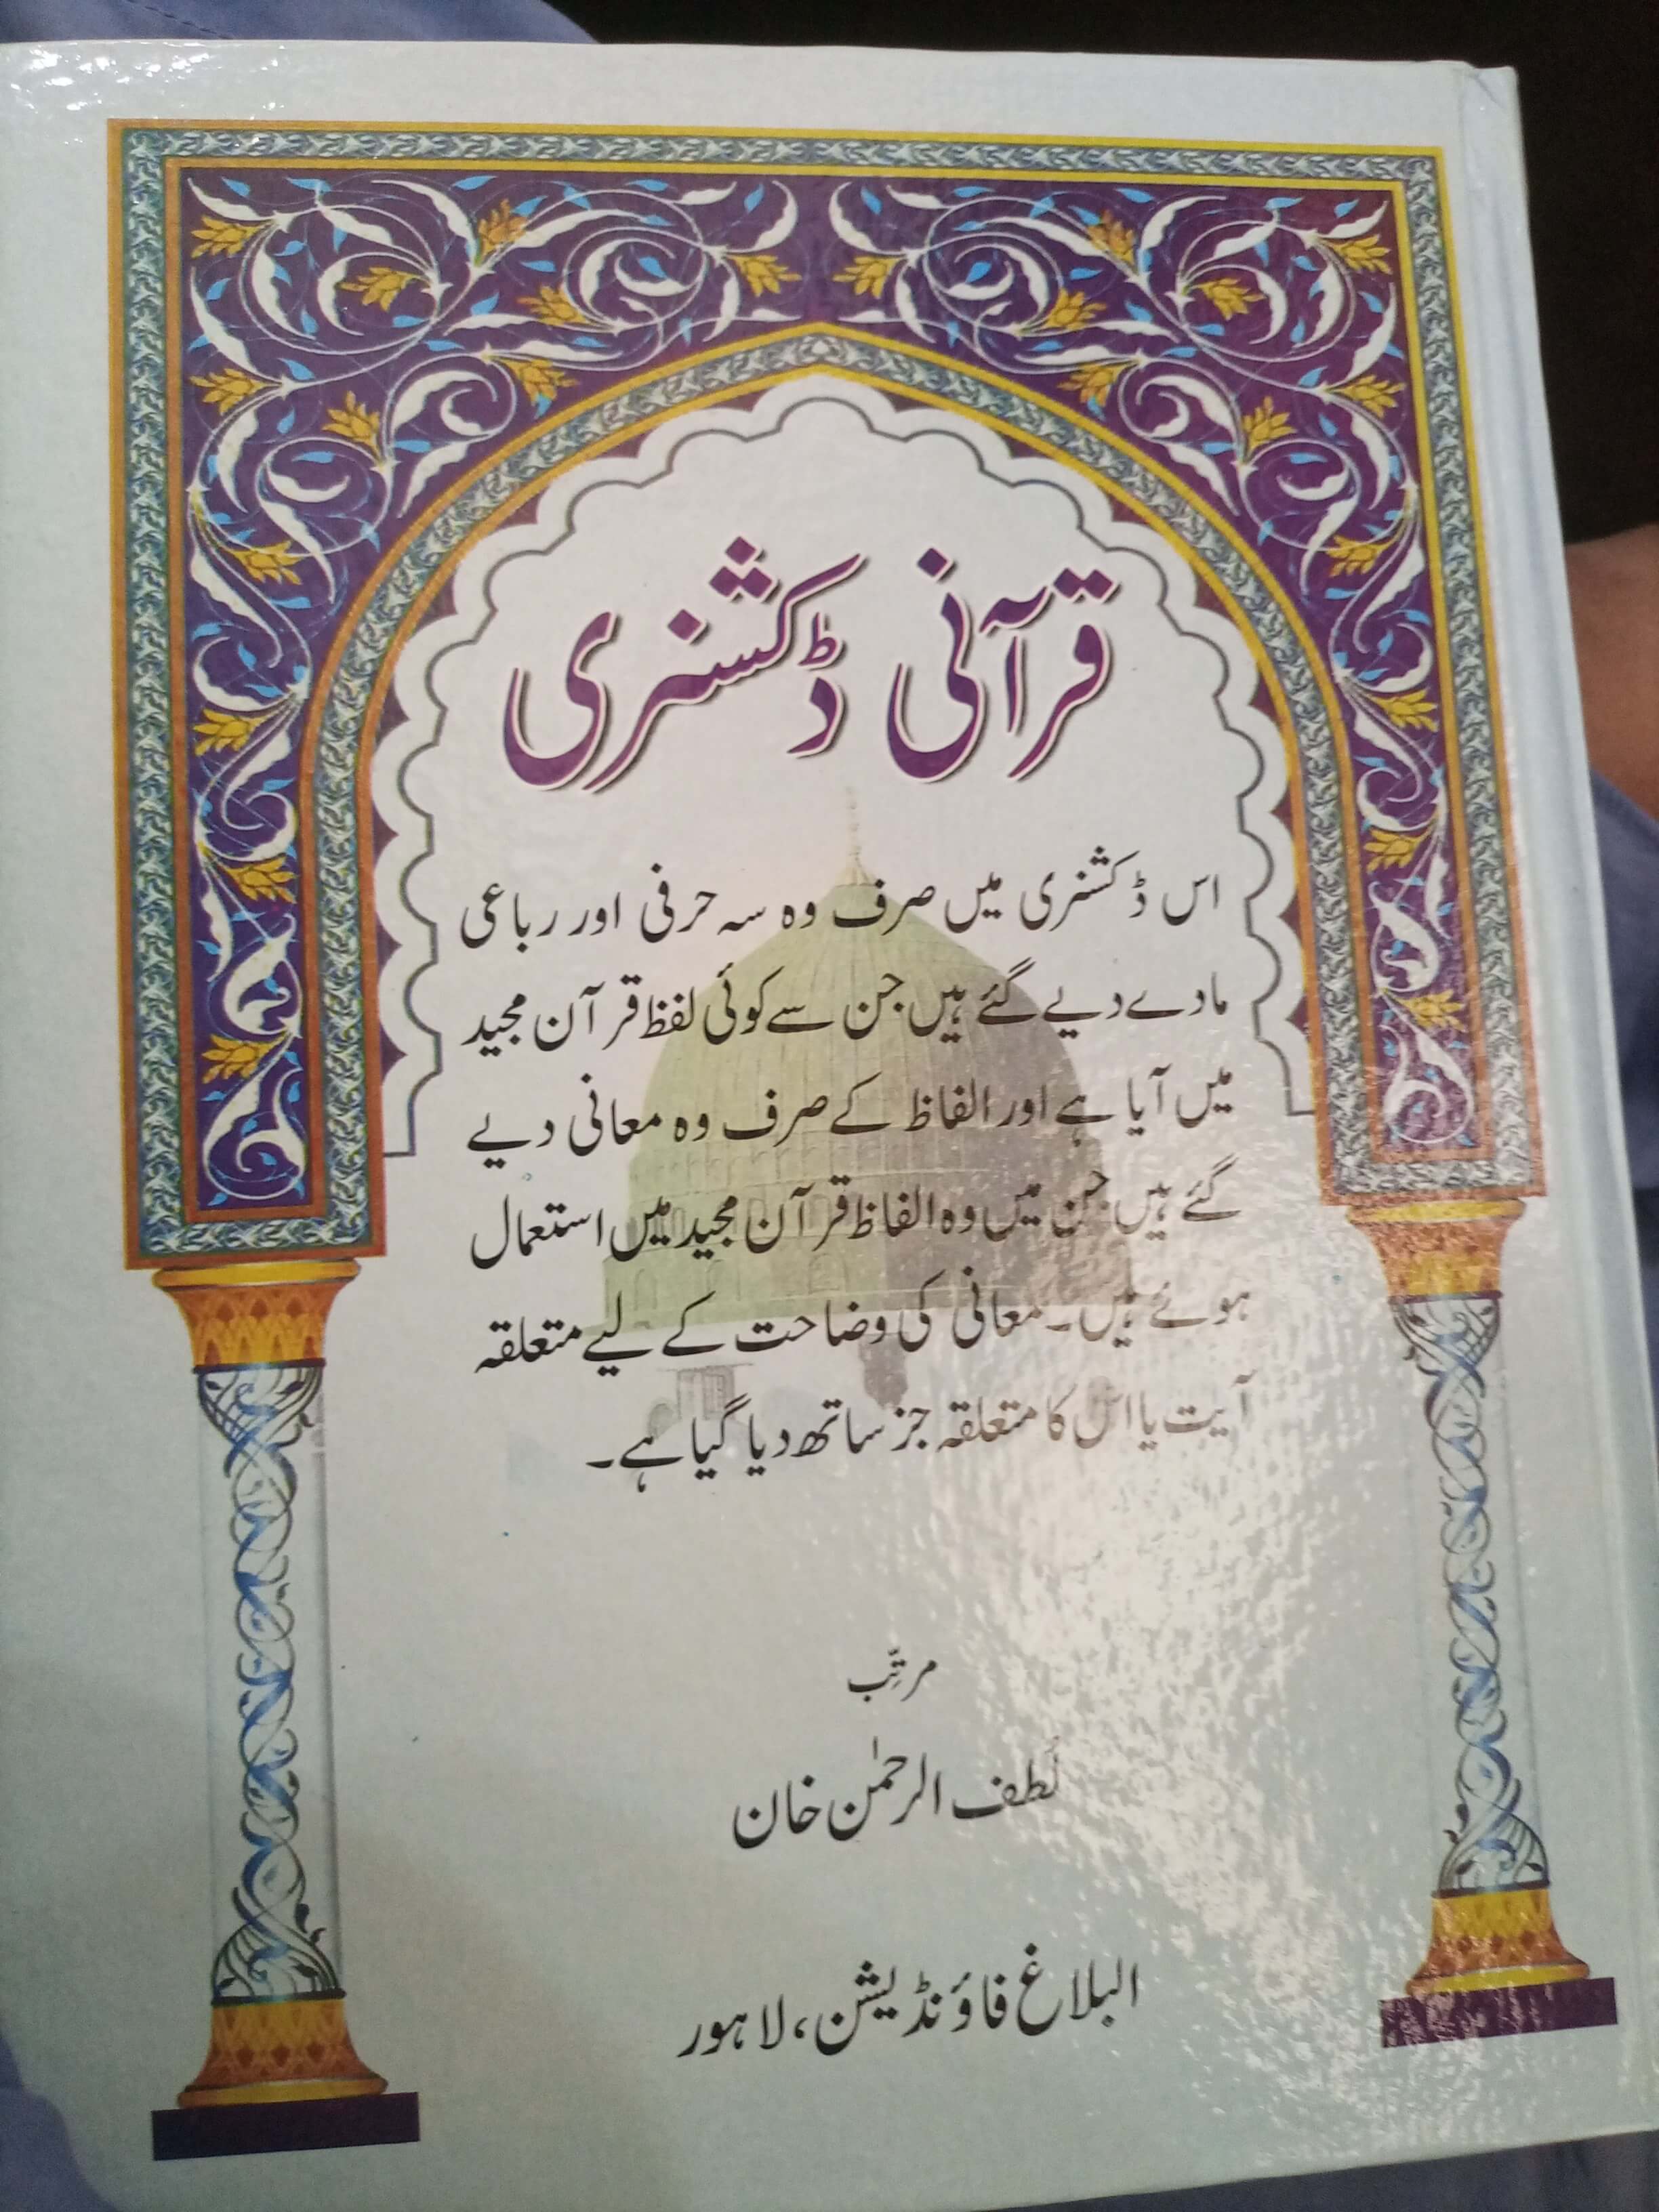 قرآنی ڈکشنری
اس ڈکشنری میں صرف وہ سہ حرفی اور رباعی
مادے دیے گئے ہیں جن سے کوئی لفظ قرآن مجید
میں آیا ہے اور الفاظ کے صرف وہ معانی دیے
گئے ہیں جن میں وہ الفاظ قرآن مجید میں استعمال
ہوئے ہیں۔ معانی کی وضاحت کے لیے متعلقہ
آیت یا اس کا متعلقہ جز ساتھ دیا گیا ہے۔
مرتِّب
لُطف الرحمٰن خان
البلاغ فاؤنڈیشن، لاہور